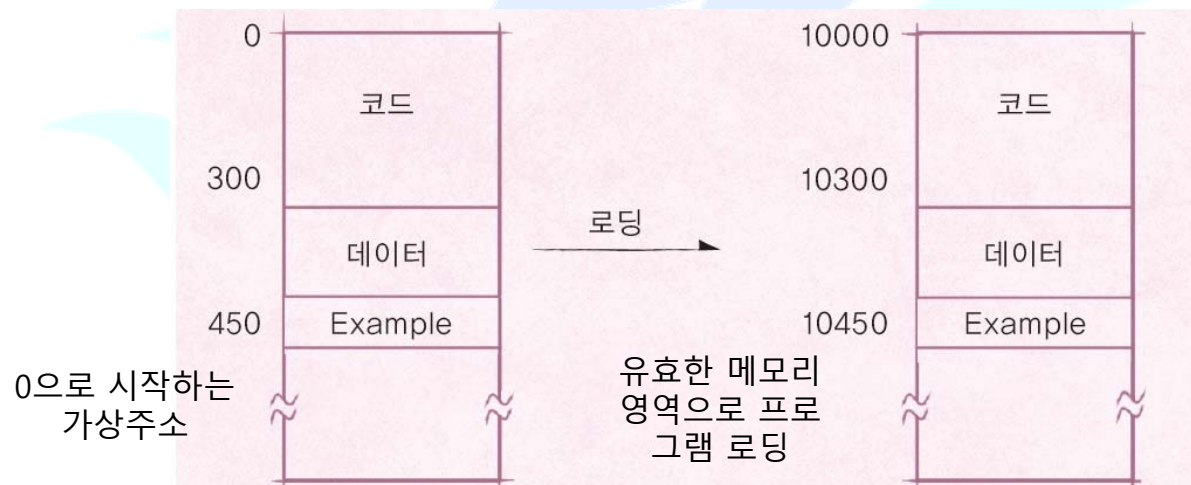 0
코드
300
데이터
450
Example
0으로 시작하는
가상주소
로딩
유효한 메모리
영역으로 프로
그램 로딩
10000
코드
10300
데이터
10450
Example